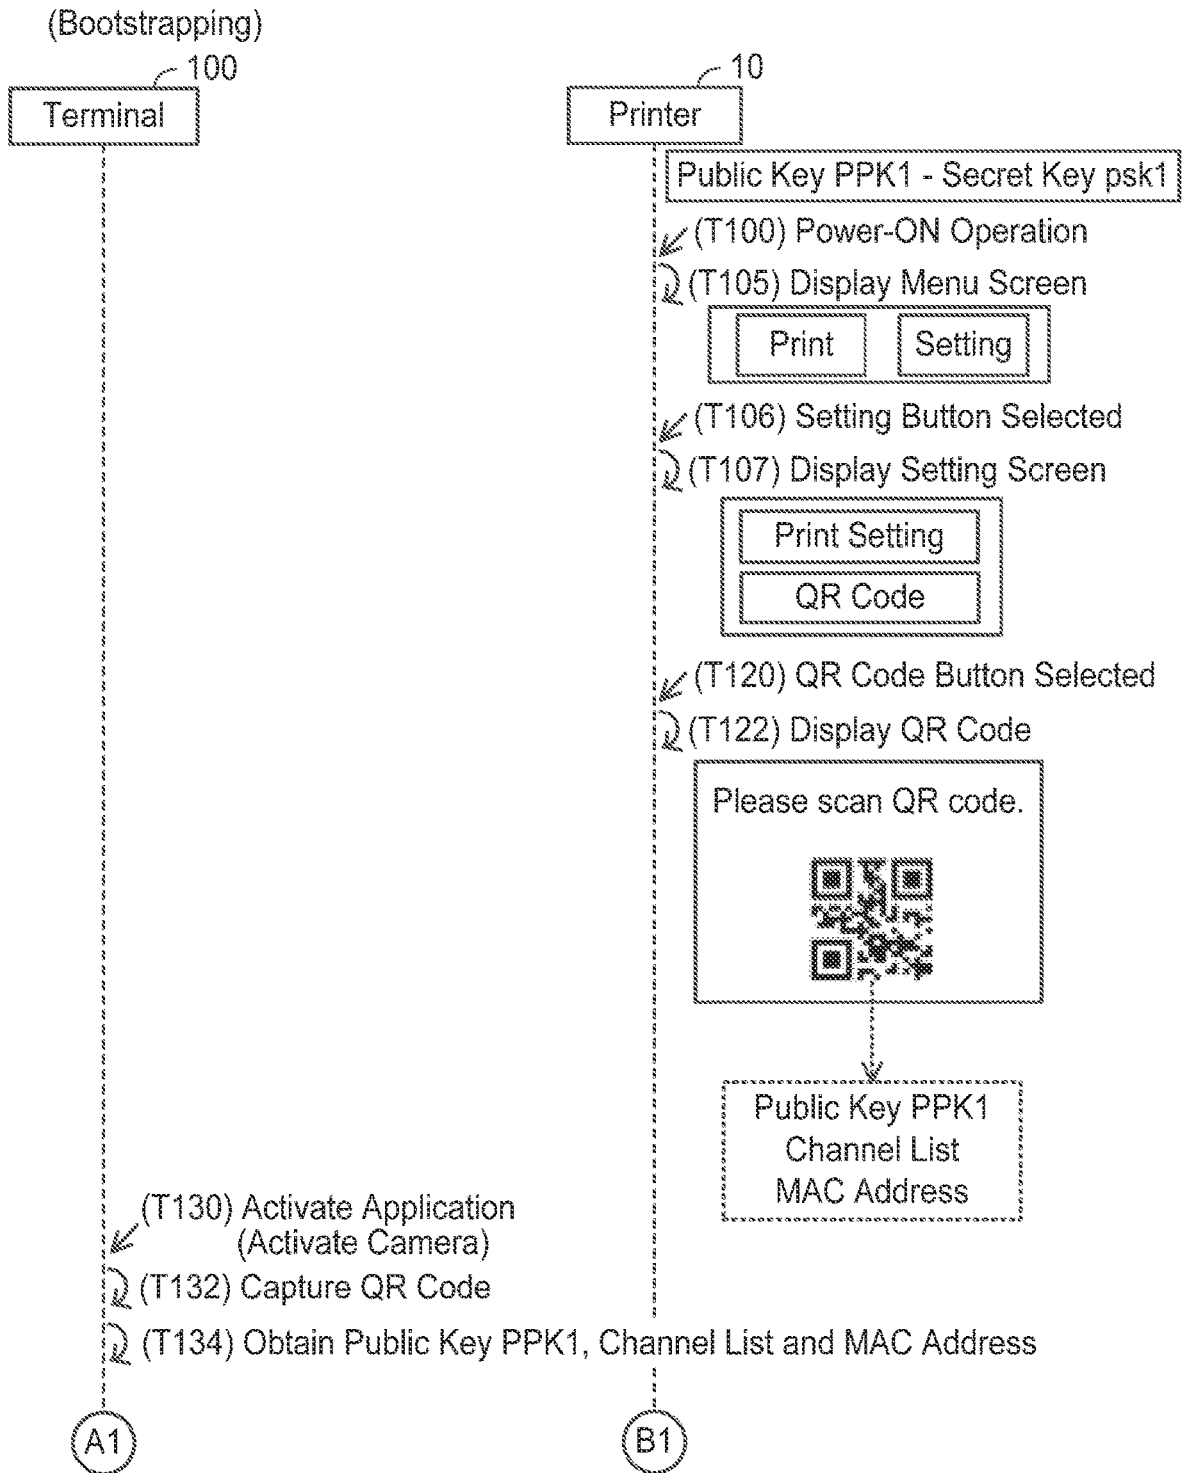 (Bootstrapping)
100
10
Terminal
Printer
Public Key PPK1 - Secret Key psk1
(T100) Power-ON Operation
(T105) Display Menu Screen
Print
Setting
(T106) Setting Button Selected
(T107) Display Setting Screen
Print Setting
QR Code
(T120) QR Code Button Selected
(T122) Display QR Code
Please scan QR code.
Public Key PPK1
Channel List
MAC Address
(T130) Activate Application
(Activate Camera)
(T132) Capture QR Code
(T134) Obtain Public Key PPK1, Channel List and MAC Address
A1
B1